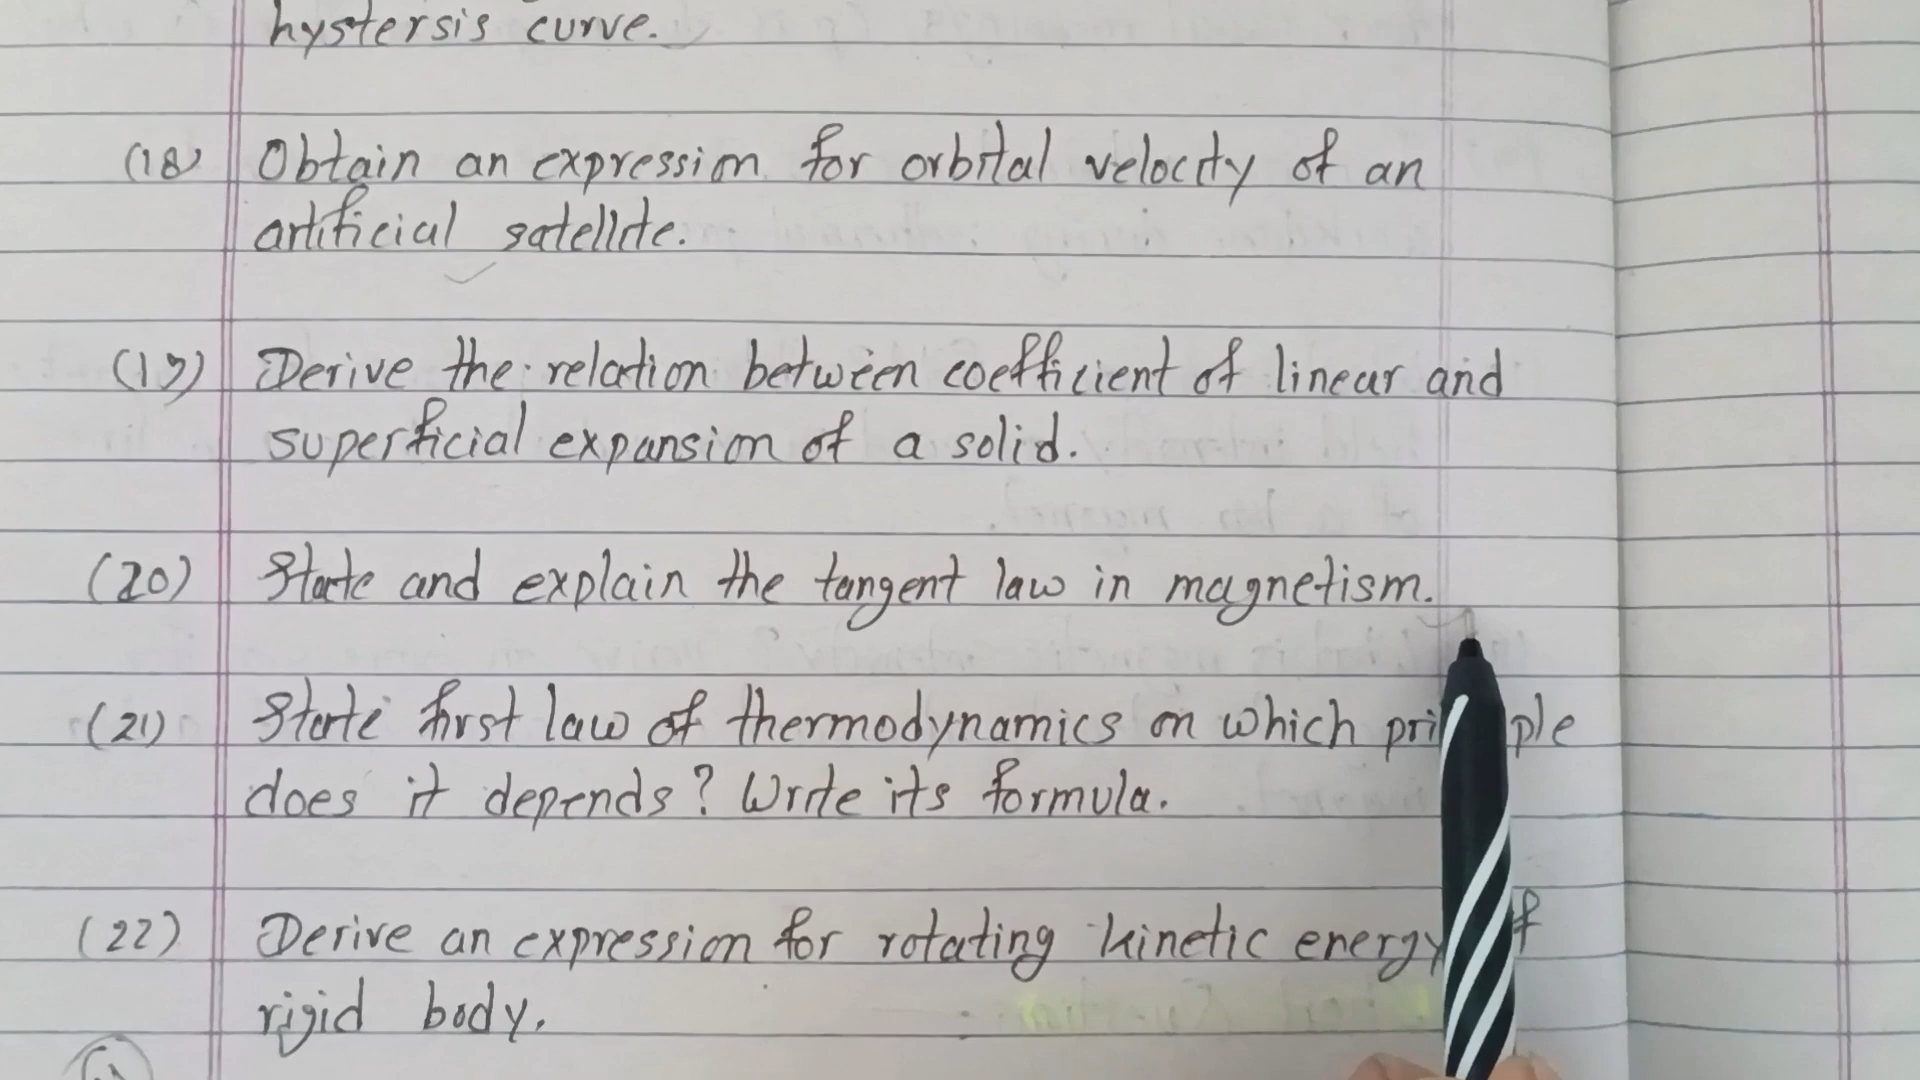 hystersis curve.
(18) Obtain an expression for orbital velocity of an
artificial satellite.
(19) Derive the relation between coefficient of linear and
superficial expansion of a solid.
(20) State and explain the tangent law in magnetism.
(21) State first law of thermodynamics on which pri ple
does it depends? Write its formula.
(22) Derive an expression for rotating kinetic energy f
rigid body.